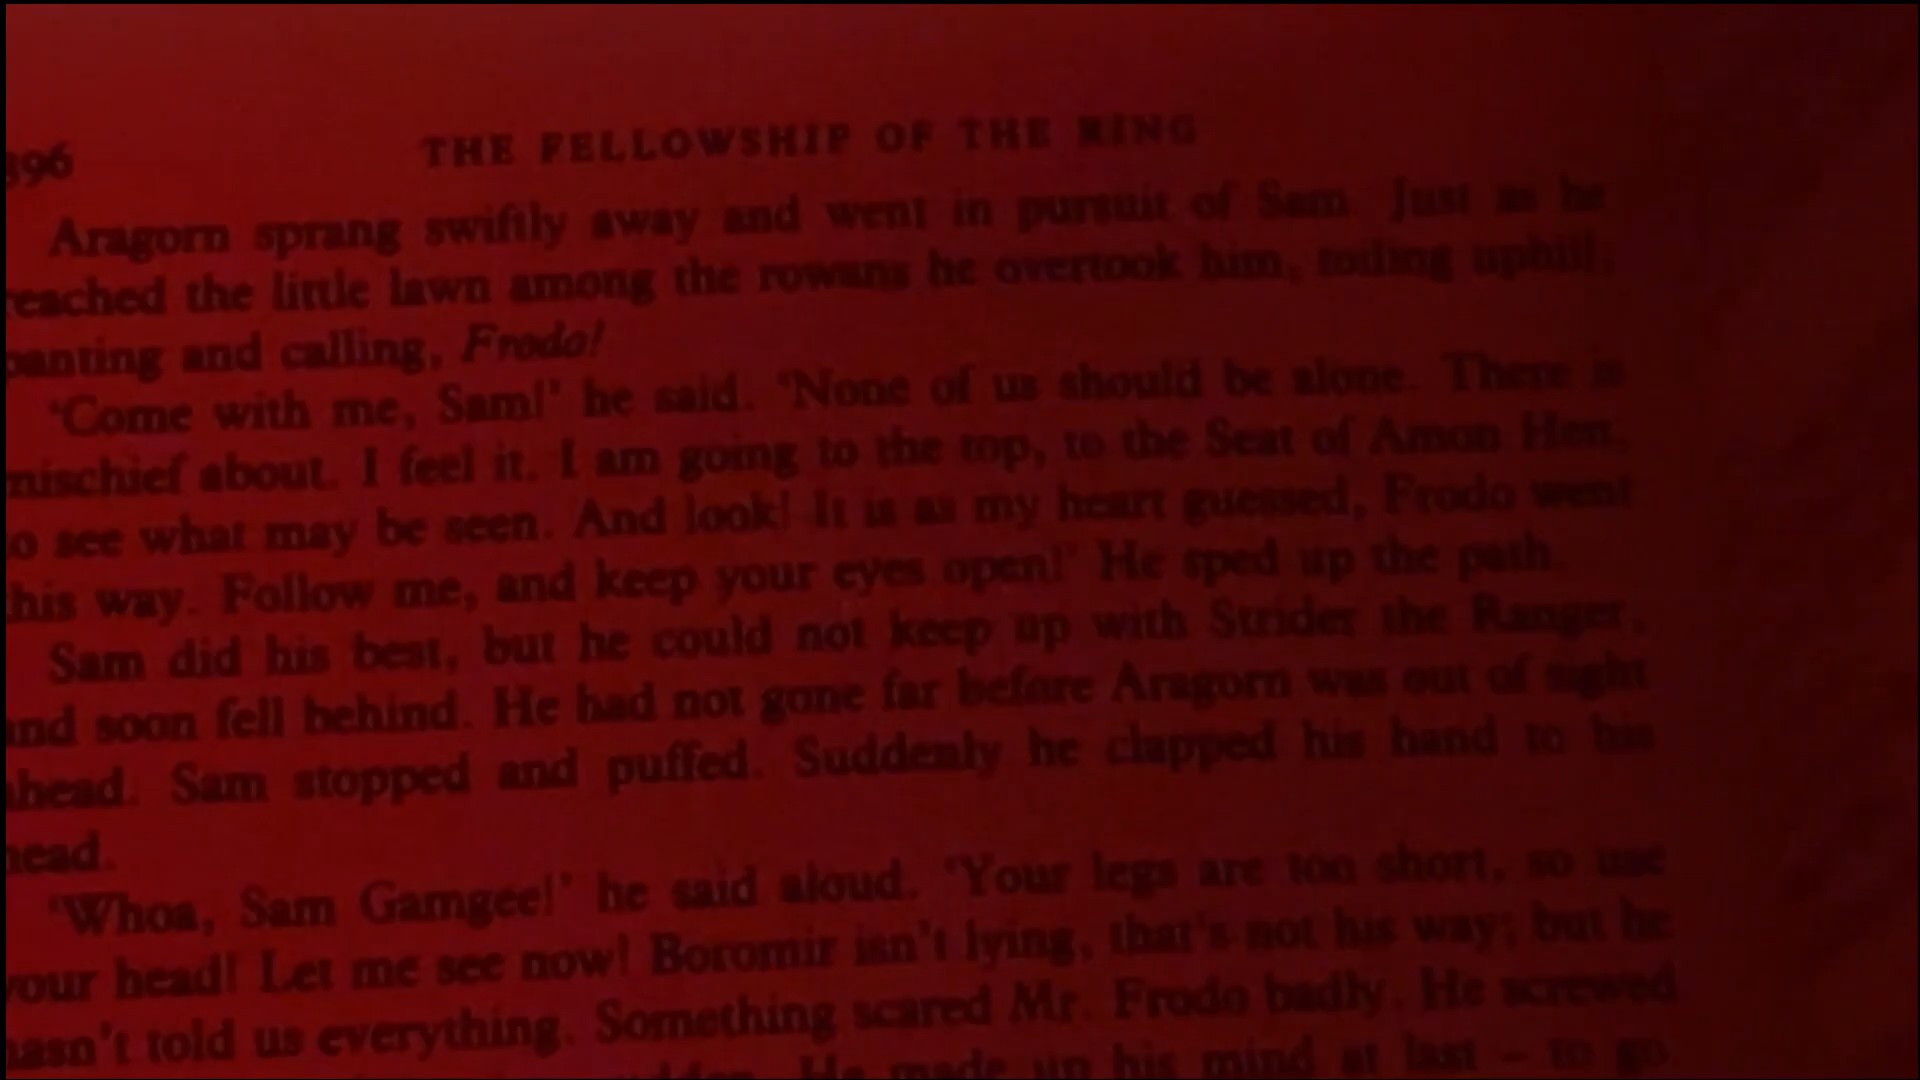 396
THE FELLOWSHIP OF THE RING
Aragorn sprang swiftly away and went in pursuit of Sam. Just as he
reached the little lawn among the rowans he overtook him, toiling uphill,
panting and calling, Frodo!
‘Come with me, Sam!’ he said. ‘None of us should be alone. There is
mischief about. I feel it. I am going to the top, to the Seat of Amon Hen,
to see what may be seen. And look! It is as my heart guessed, Frodo went
this way. Follow me, and keep your eyes open!’ He sped up the path.
Sam did his best, but he could not keep up with Strider the Ranger,
and soon fell behind. He had not gone far before Aragorn was out of sight
ahead. Sam stopped and puffed. Suddenly he clapped his hand to his
head.
‘Whoa, Sam Gamgee!’ he said aloud. ‘Your legs are too short, so use
your head! Let me see now! Boromir isn’t lying, that’s not his way; but he
hasn’t told us everything. Something scared Mr. Frodo badly. He screwed
He made up his mind at last – to go.